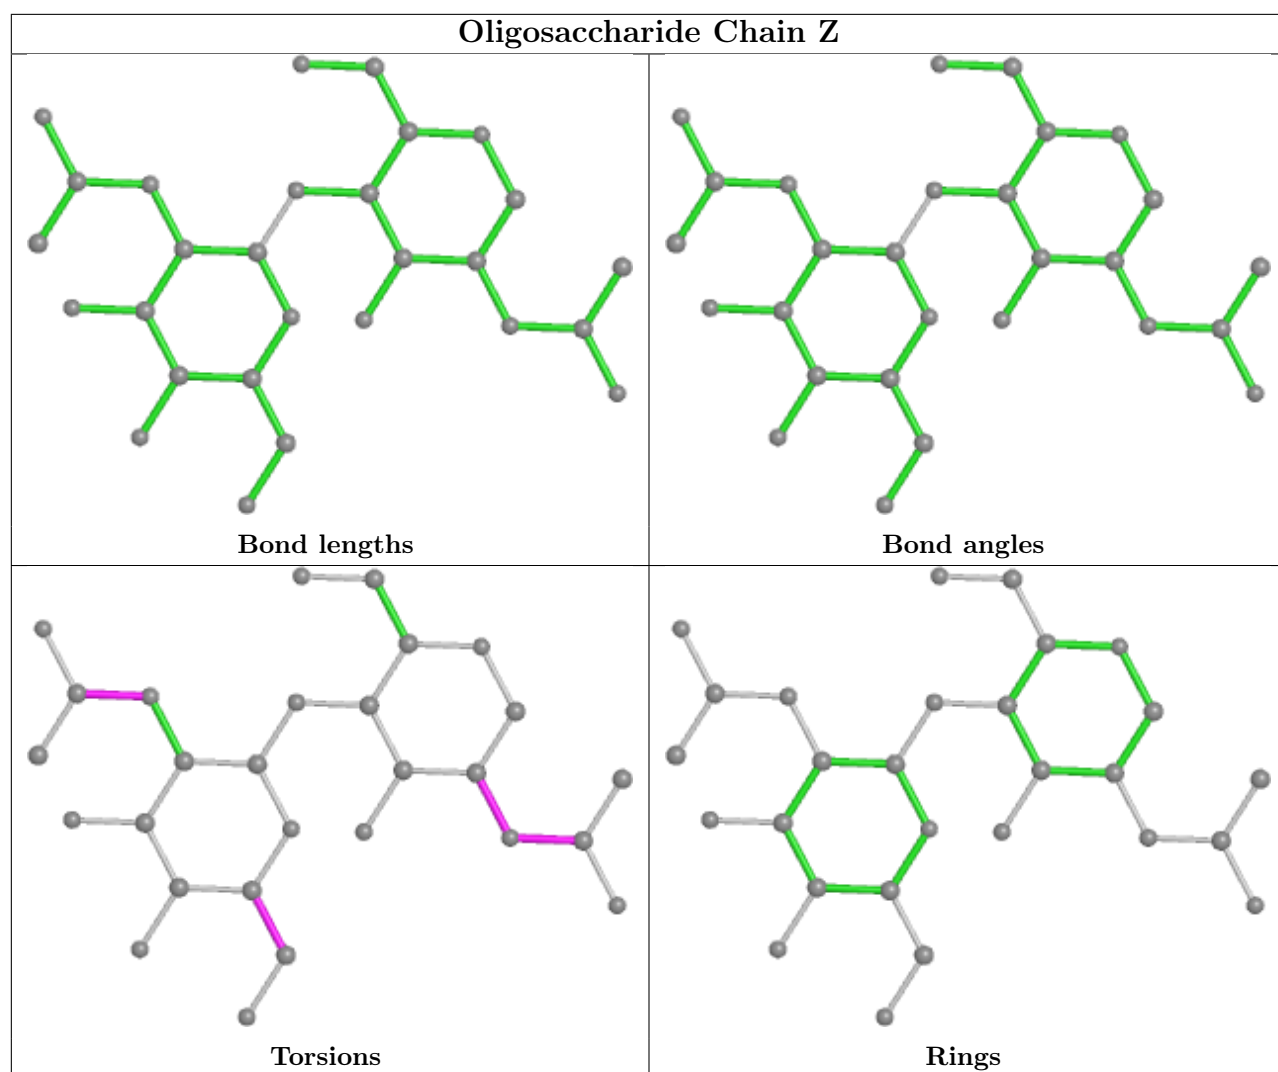 Oligosaccharide Chain Z
Bond lengths
Bond angles
Torsions
Rings